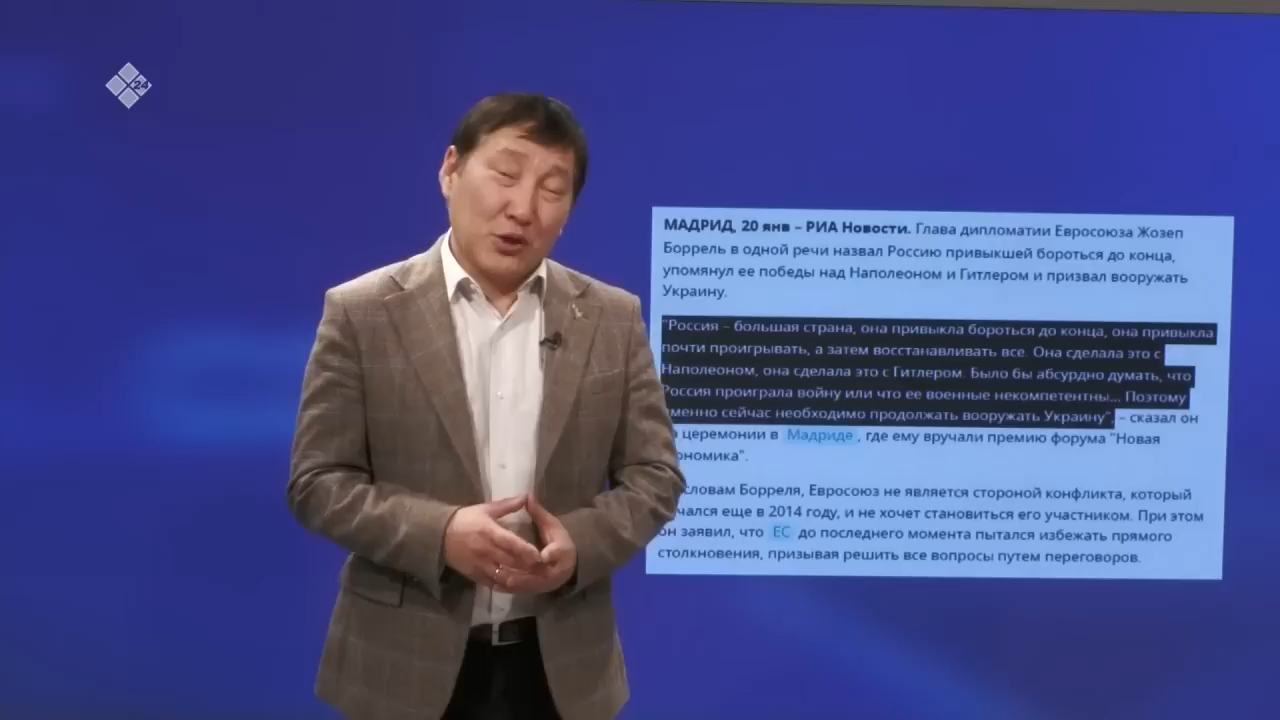 24
МАДРИД, 20 янв – РИА Новости. Глава дипломатии Евросоюза Жозеп
Боррель в одной речи назвал Россию привыкшей бороться до конца,
упомянул ее победы над Наполеоном и Гитлером и призвал вооружать
Украину.
"Россия – большая страна, она привыкла бороться до конца, она привыкла
почти проигрывать, а затем восстанавливать все. Она сделала это с
Наполеоном, она сделала это с Гитлером. Было бы абсурдно думать, что
Россия проиграла войну или что ее военные некомпетентны... Поэтому
именно сейчас необходимо продолжать вооружать Украину", – сказал он
церемонии в Мадриде, где ему вручали премию форума "Новая
ономика".
словам Борреля, Евросоюз не является стороной конфликта, который
чался еще в 2014 году, и не хочет становиться его участником. При этом
он заявил, что ЕС до последнего момента пытался избежать прямого
столкновения, призывая решить все вопросы путем переговоров.